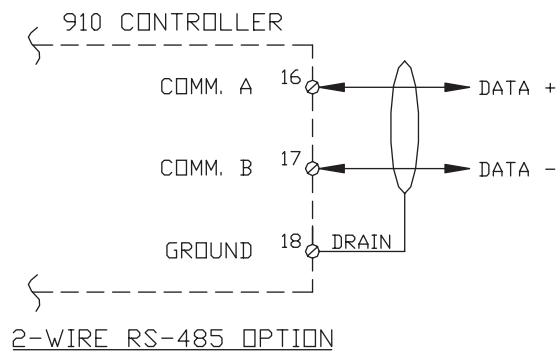 910 CONTROLLER
COMM. A 16 DATA +
COMM. B 17 DATA -
GROUND 18 DRAIN
2-WIRE RS-485 OPTION